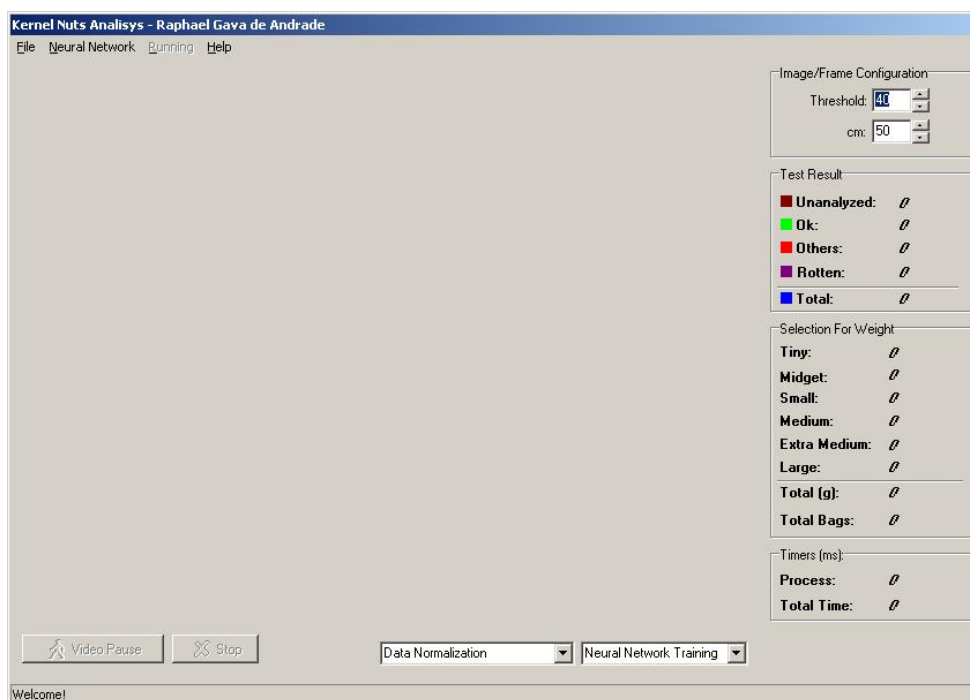 Kernel Nuts Analisys - Raphael Gava de Andrade
File Neural Network Running Help
Image/Frame Configuration
Threshold: 40
cm: 50
Test Result
Unanalyzed: 0
Ok: 0
Others: 0
Rotten: 0
Total: 0
Selection For Weight
Tiny: 0
Midget: 0
Small: 0
Medium: 0
Extra Medium: 0
Large: 0
Total (g): 0
Total Bags: 0
Timers (ms):
Process: 0
Total Time: 0
Video Pause Stop Data Normalization Neural Network Training
Welcome!